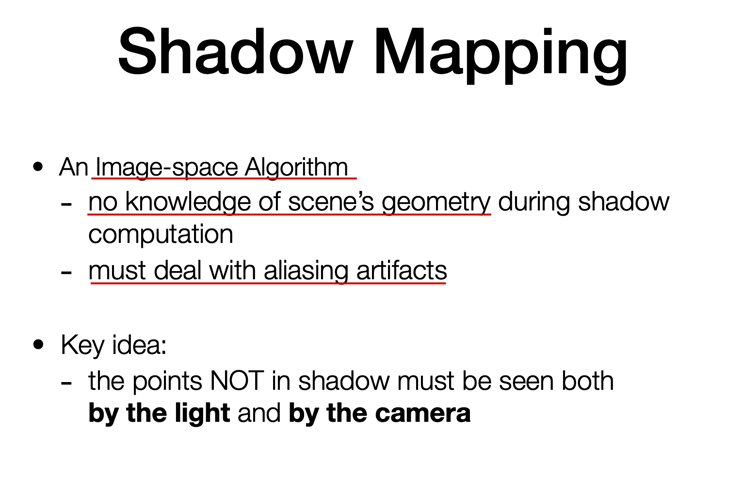 Shadow Mapping
• An Image-space Algorithm
- no knowledge of scene's geometry during shadow
computation
- must deal with aliasing artifacts
• Key idea:
- the points NOT in shadow must be seen both
by the light and by the camera